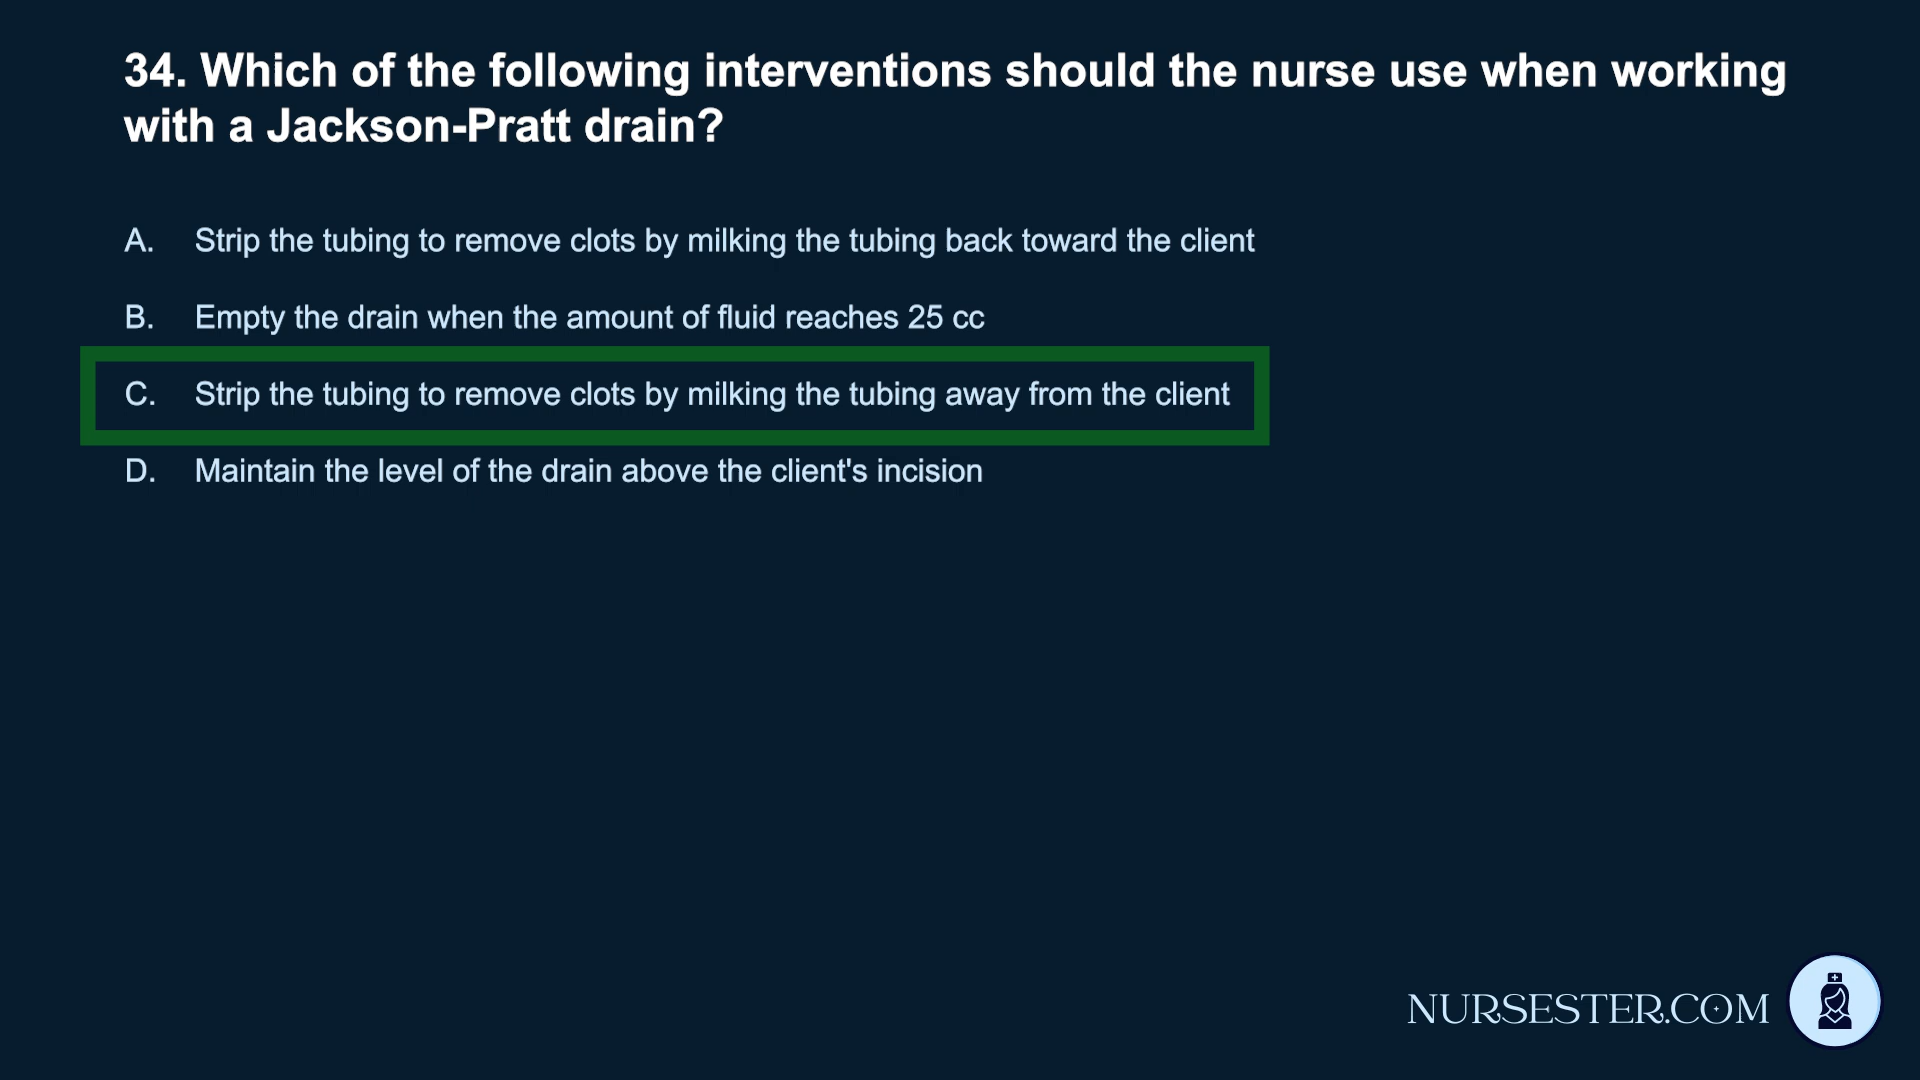 34. Which of the following interventions should the nurse use when working
with a Jackson-Pratt drain?
A. Strip the tubing to remove clots by milking the tubing back toward the client
B. Empty the drain when the amount of fluid reaches 25 cc
C. Strip the tubing to remove clots by milking the tubing away from the client
D. Maintain the level of the drain above the client's incision
NURSESTER.COM